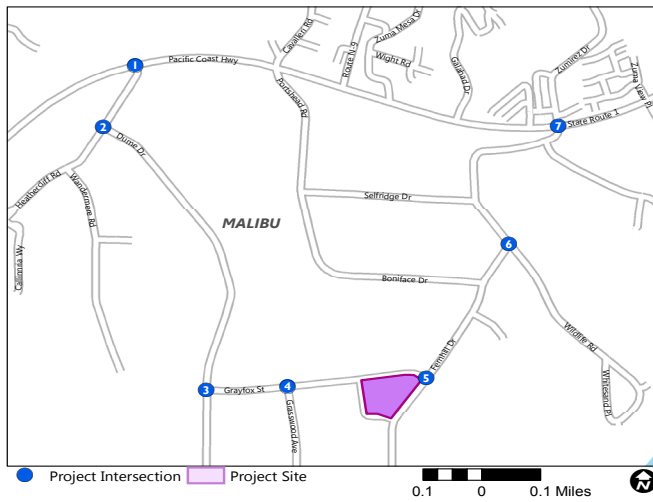 Cavalleri Rd
Route N-9
Zuma Mesa Dr
Wight Rd
Galahad Dr
Zumirez Dr
Zuma View Pl
1
Pacific Coast Hwy
Portshead Rd
7
State Route 1
2
Dume Dr
Heathercliff Rd
Wandermere Rd
Selfridge Dr
MALIBU
6
Boniface Dr
Wildlife Rd
Fernhill Dr
Whitesand Pl
3
Grayfox St
4
5
Grasswood Ave
Project Intersection
Project Site
0.1
0
0.1 Miles
N